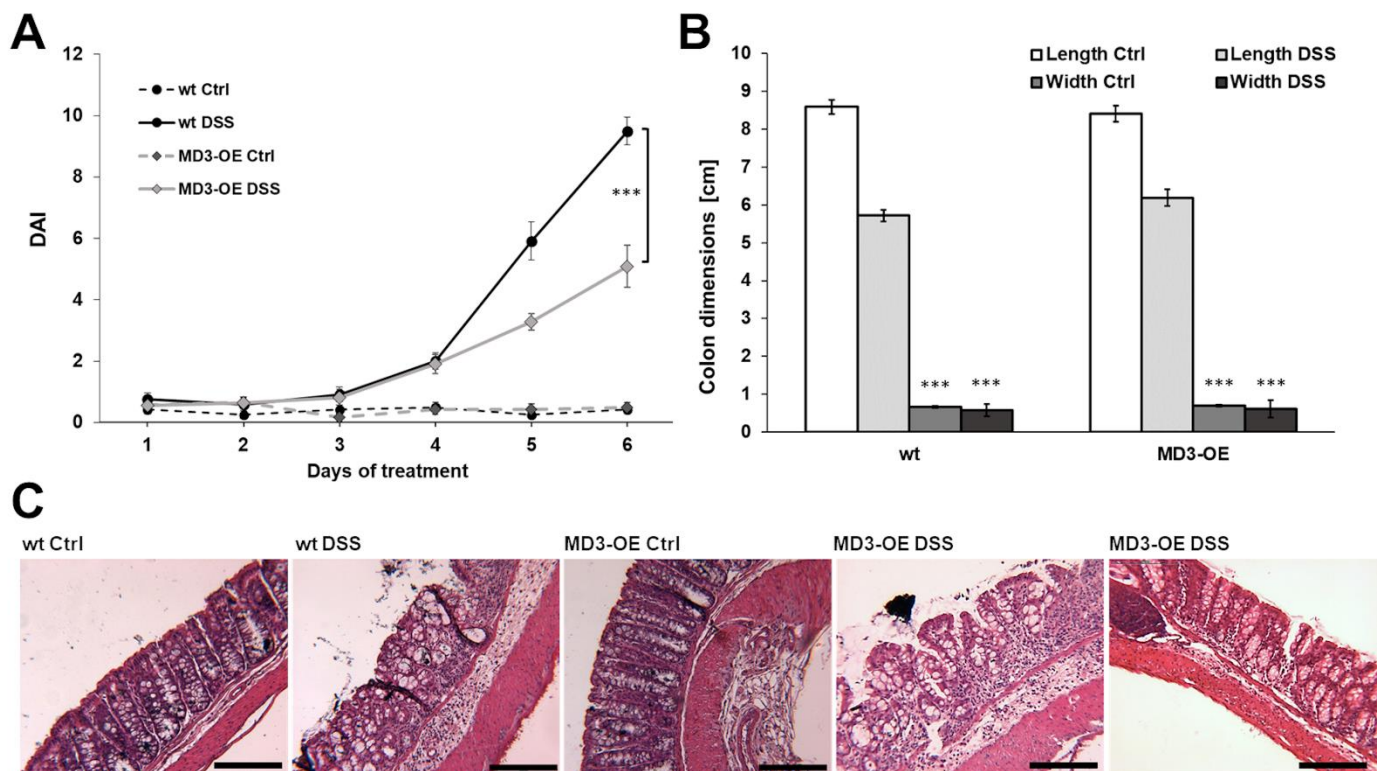 A
12
10
8
6
4
2
0
DAI
wt Ctrl
wt DSS
MD3-OE Ctrl
MD3-OE DSS
***
1 2 3 4 5 6
Days of treatment
B
10
9
8
7
6
5
4
3
2
1
0
Colon dimensions [cm]
Length Ctrl Length DSS
Width Ctrl Width DSS
*** ***
*** ***
wt MD3-OE
C
wt Ctrl wt DSS MD3-OE Ctrl MD3-OE DSS MD3-OE DSS